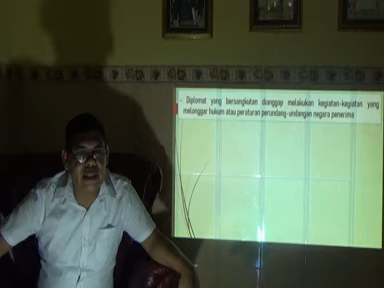 - Diplomat yang bersangkutan dianggap melakukan kegiatan-kegiatan yang
melanggar hukum atau peraturan perundang-undangan negara penerima